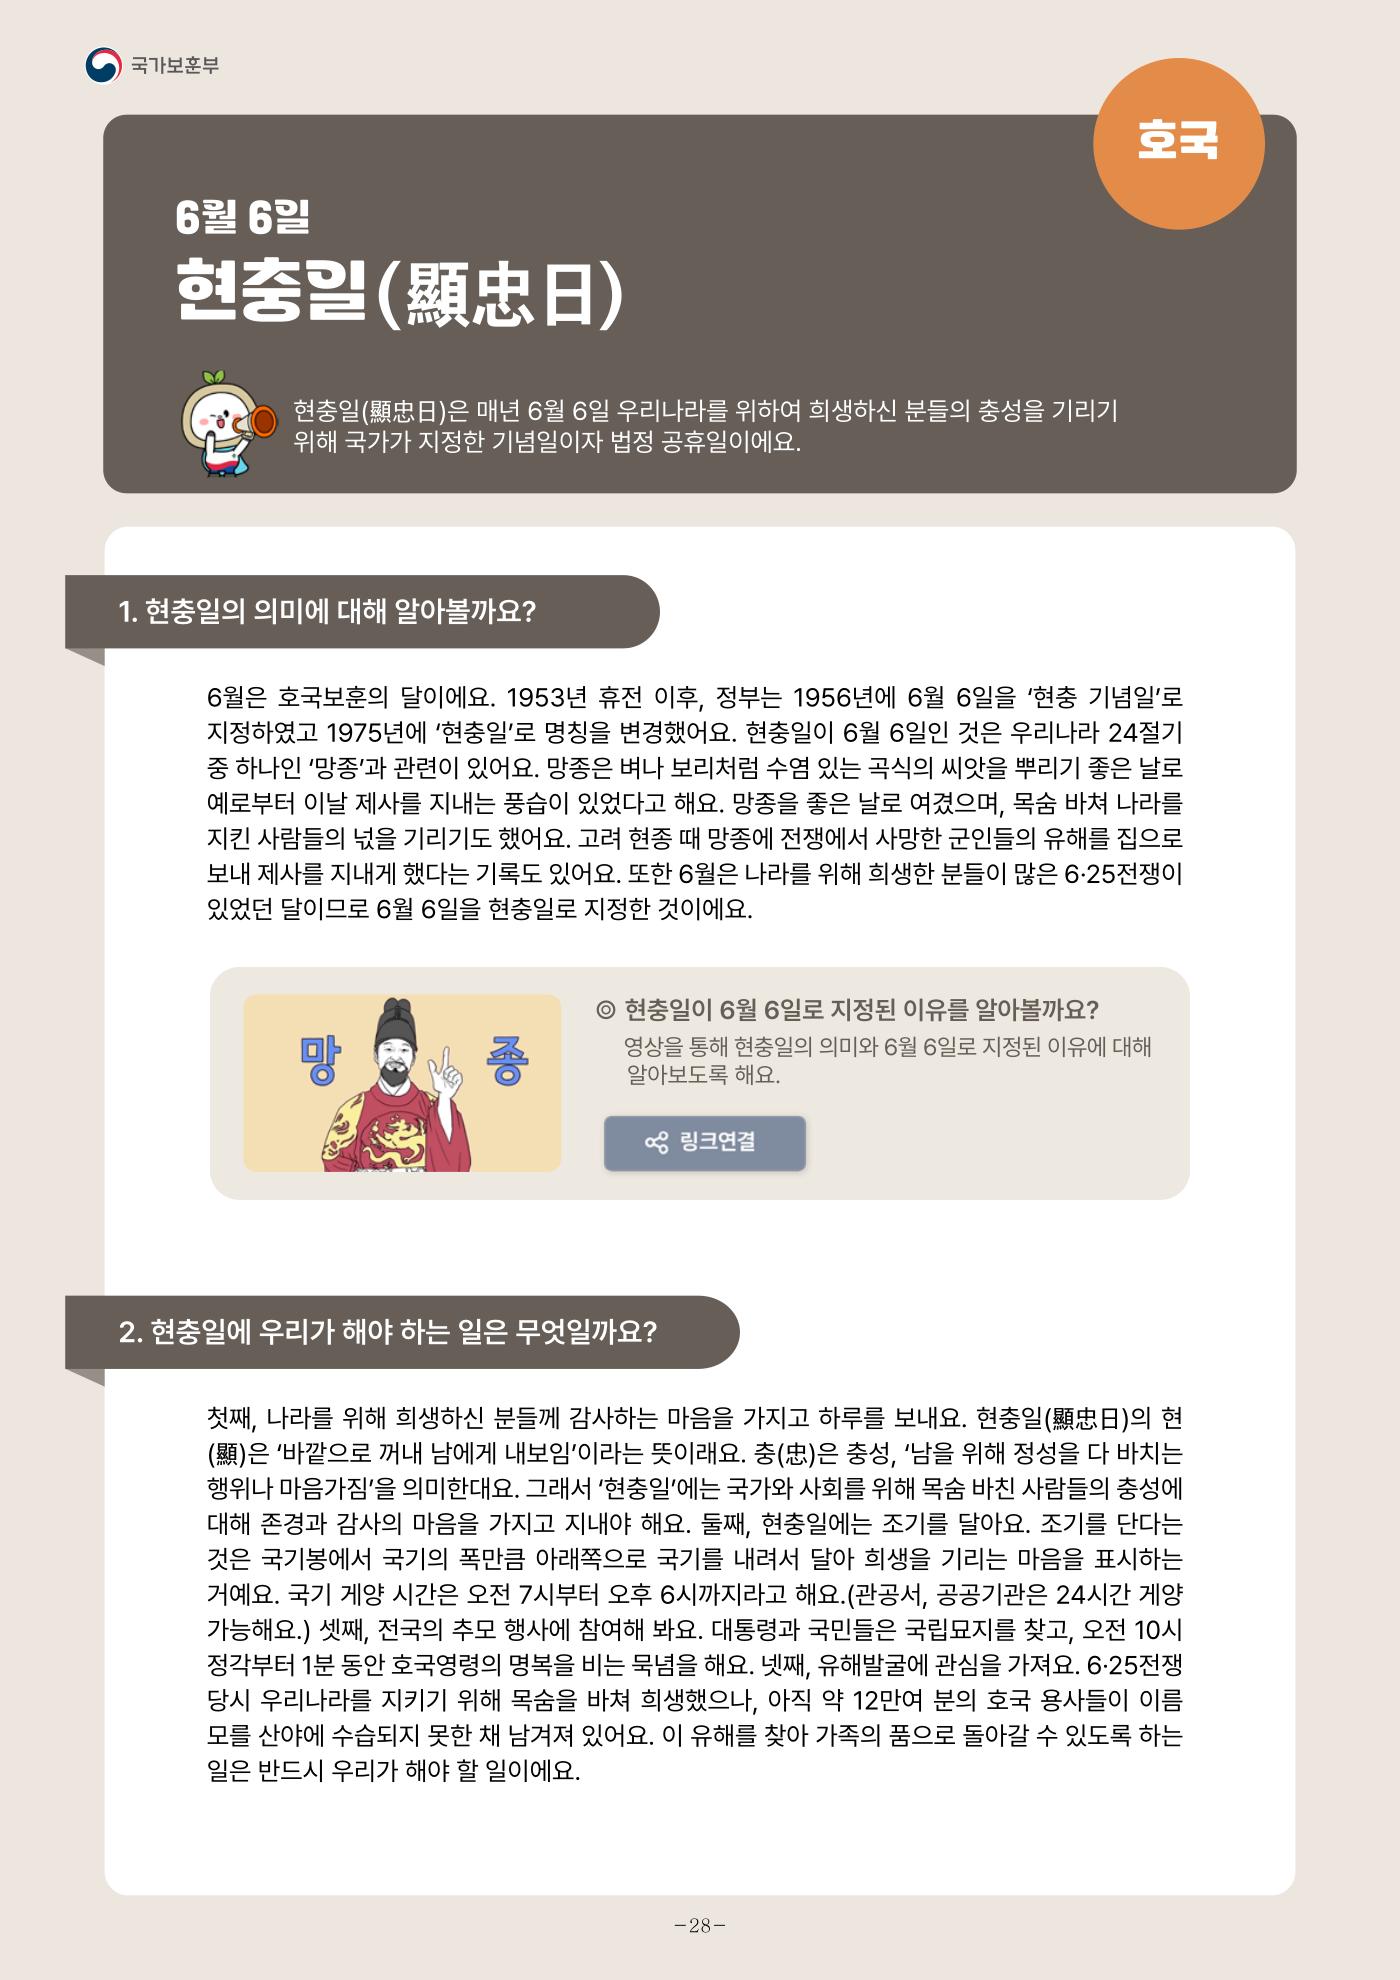 국가보훈부
호국
6월 6일
현충일(顯忠日)
현충일(顯忠日)은 매년 6월 6일 우리나라를 위하여 희생하신 분들의 충성을 기리기
위해 국가가 지정한 기념일이자 법정 공휴일이에요.
1. 현충일의 의미에 대해 알아볼까요?
6월은 호국보훈의 달이에요. 1953년 휴전 이후, 정부는 1956년에 6월 6일을 ‘현충 기념일’로
지정하였고 1975년에 ‘현충일’로 명칭을 변경했어요. 현충일이 6월 6일인 것은 우리나라 24절기
중 하나인 ‘망종’과 관련이 있어요. 망종은 벼나 보리처럼 수염 있는 곡식의 씨앗을 뿌리기 좋은 날로
예로부터 이날 제사를 지내는 풍습이 있었다고 해요. 망종을 좋은 날로 여겼으며, 목숨 바쳐 나라를
지킨 사람들의 넋을 기리기도 했어요. 고려 현종 때 망종에 전쟁에서 사망한 군인들의 유해를 집으로
보내 제사를 지내게 했다는 기록도 있어요. 또한 6월은 나라를 위해 희생한 분들이 많은 6·25전쟁이
있었던 달이므로 6월 6일을 현충일로 지정한 것이에요.
망 종
◎ 현충일이 6월 6일로 지정된 이유를 알아볼까요?
영상을 통해 현충일의 의미와 6월 6일로 지정된 이유에 대해
알아보도록 해요.
링크연결
2. 현충일에 우리가 해야 하는 일은 무엇일까요?
첫째, 나라를 위해 희생하신 분들께 감사하는 마음을 가지고 하루를 보내요. 현충일(顯忠日)의 현
(顯)은 ‘바깥으로 꺼내 남에게 내보임’이라는 뜻이래요. 충(忠)은 충성, ‘남을 위해 정성을 다 바치는
행위나 마음가짐’을 의미한대요. 그래서 ‘현충일’에는 국가와 사회를 위해 목숨 바친 사람들의 충성에
대해 존경과 감사의 마음을 가지고 지내야 해요. 둘째, 현충일에는 조기를 달아요. 조기를 단다는
것은 국기봉에서 국기의 폭만큼 아래쪽으로 국기를 내려서 달아 희생을 기리는 마음을 표시하는
거예요. 국기 게양 시간은 오전 7시부터 오후 6시까지라고 해요.(관공서, 공공기관은 24시간 게양
가능해요.) 셋째, 전국의 추모 행사에 참여해 봐요. 대통령과 국민들은 국립묘지를 찾고, 오전 10시
정각부터 1분 동안 호국영령의 명복을 비는 묵념을 해요. 넷째, 유해발굴에 관심을 가져요. 6·25전쟁
당시 우리나라를 지키기 위해 목숨을 바쳐 희생했으나, 아직 약 12만여 분의 호국 용사들이 이름
모를 산야에 수습되지 못한 채 남겨져 있어요. 이 유해를 찾아 가족의 품으로 돌아갈 수 있도록 하는
일은 반드시 우리가 해야 할 일이에요.
-28-